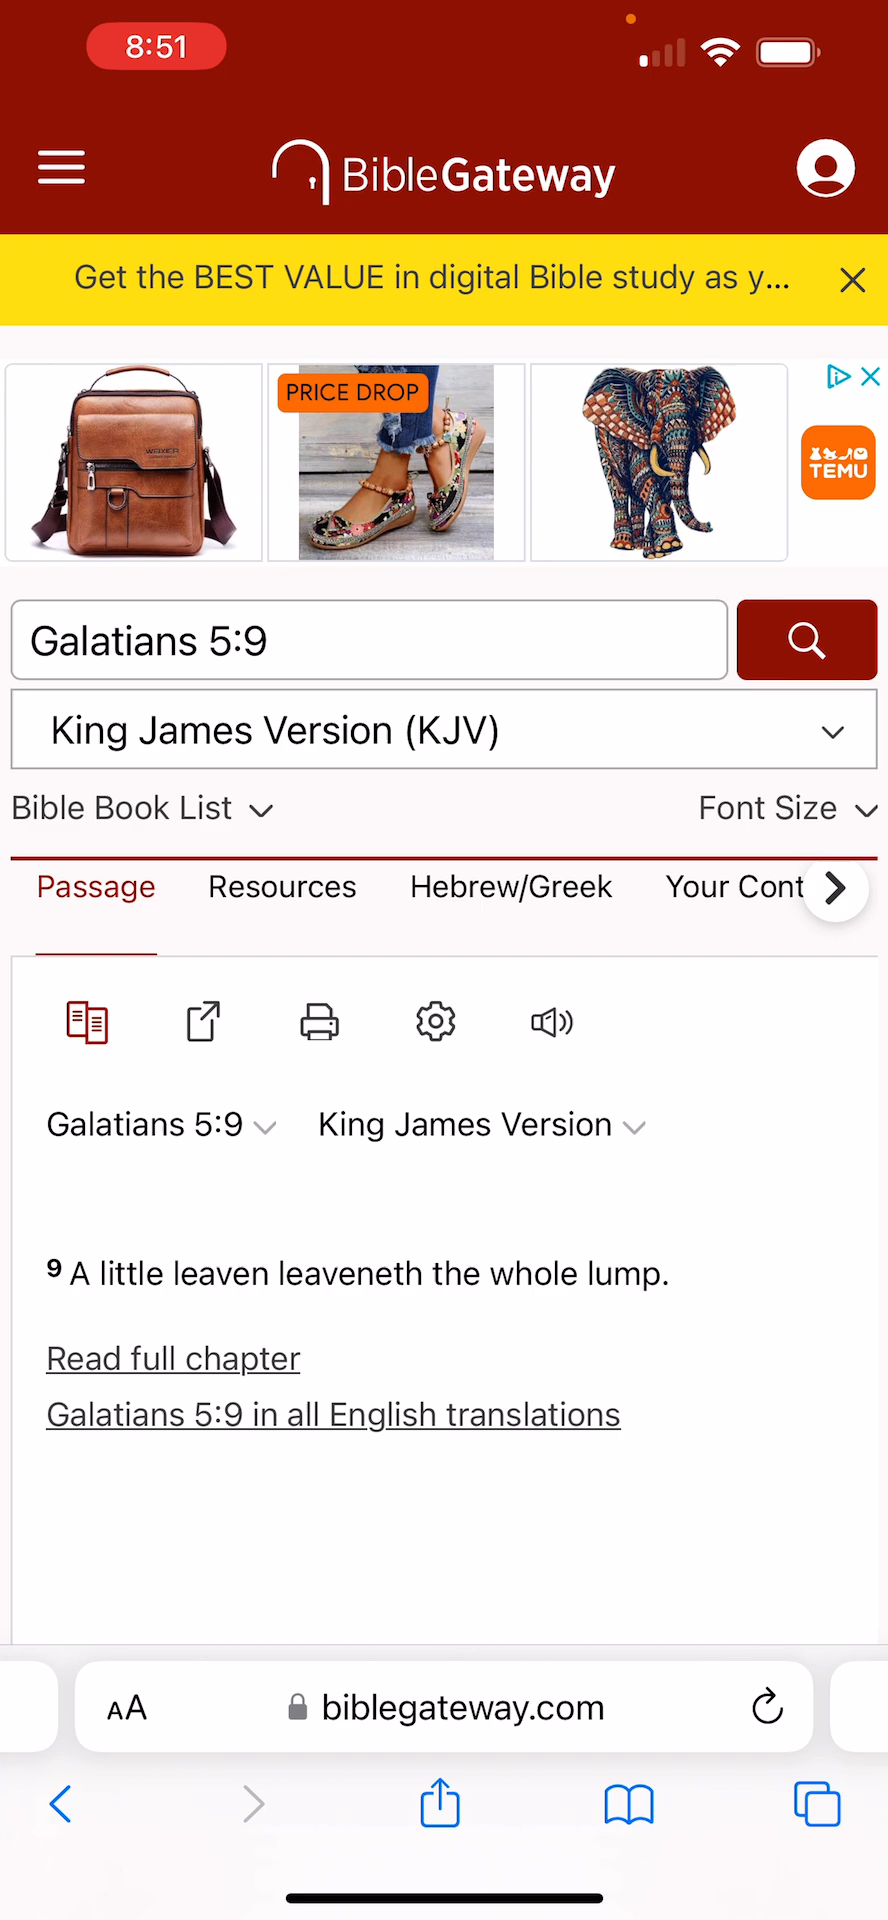 8:51
BibleGateway
Get the BEST VALUE in digital Bible study as y...
WEIXIER
PRICE DROP
TEMU
Galatians 5:9
King James Version (KJV)
Bible Book List
Font Size
Passage Resources Hebrew/Greek Your Cont
Galatians 5:9 King James Version
9 A little leaven leaveneth the whole lump.
Read full chapter
Galatians 5:9 in all English translations
AA biblegateway.com